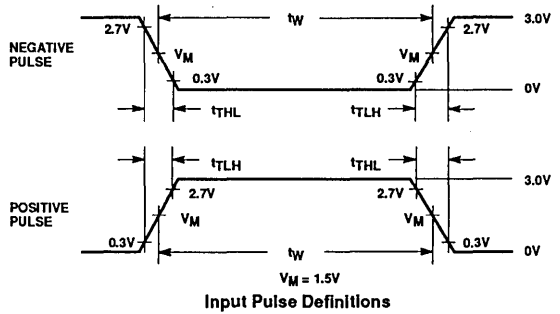 tW
2.7V
2.7V
3.0V
NEGATIVE
PULSE
VM
VM
0.3V
0.3V
0V
tTHL
tTLH
tTLH
tTHL
3.0V
2.7V
2.7V
POSITIVE
PULSE
VM
VM
0.3V
0.3V
0V
tW
VM = 1.5V
Input Pulse Definitions